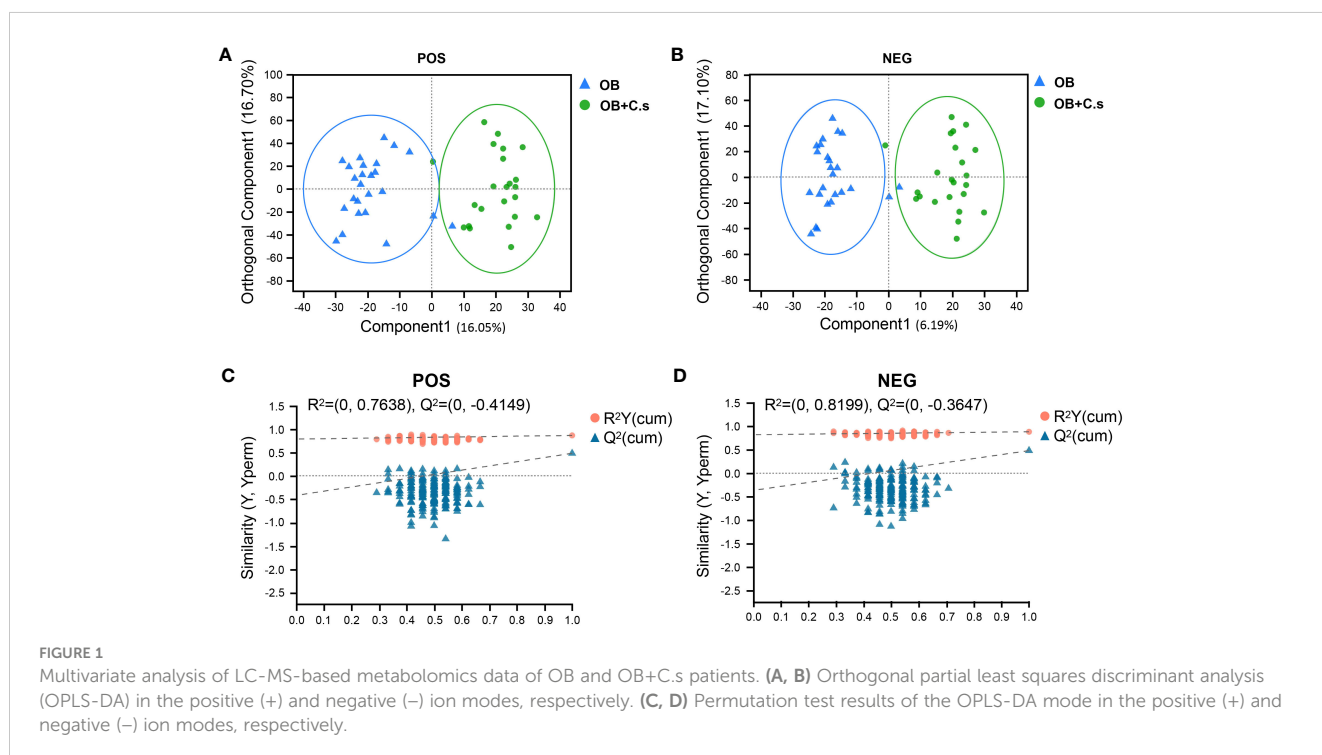 A
POS
Orthogonal Component1 (16.70%)
100
80
60
40
20
0
-20
-40
-60
-80
-40 -30 -20 -10 0 10 20 30 40
Component1 (16.05%)
OB
OB+C.s
B
NEG
Orthogonal Component1 (17.10%)
80
60
40
20
0
-20
-40
-60
-80
-40 -30 -20 -10 0 10 20 30 40
Component1 (6.19%)
OB
OB+C.s
C
POS
R²=(0, 0.7638), Q²=(0, -0.4149)
Similarity (Y, Yperm)
1.5
1.0
0.5
0.0
-0.5
-1.0
-1.5
-2.0
-2.5
0.0 0.1 0.2 0.3 0.4 0.5 0.6 0.7 0.8 0.9 1.0
R²Y(cum)
Q²(cum)
D
NEG
R²=(0, 0.8199), Q²=(0, -0.3647)
Similarity (Y, Yperm)
1.5
1.0
0.5
0.0
-0.5
-1.0
-1.5
-2.0
-2.5
0.0 0.1 0.2 0.3 0.4 0.5 0.6 0.7 0.8 0.9 1.0
R²Y(cum)
Q²(cum)
FIGURE 1
Multivariate analysis of LC-MS-based metabolomics data of OB and OB+C.s patients. (A, B) Orthogonal partial least squares discriminant analysis
(OPLS-DA) in the positive (+) and negative (–) ion modes, respectively. (C, D) Permutation test results of the OPLS-DA mode in the positive (+) and
negative (–) ion modes, respectively.